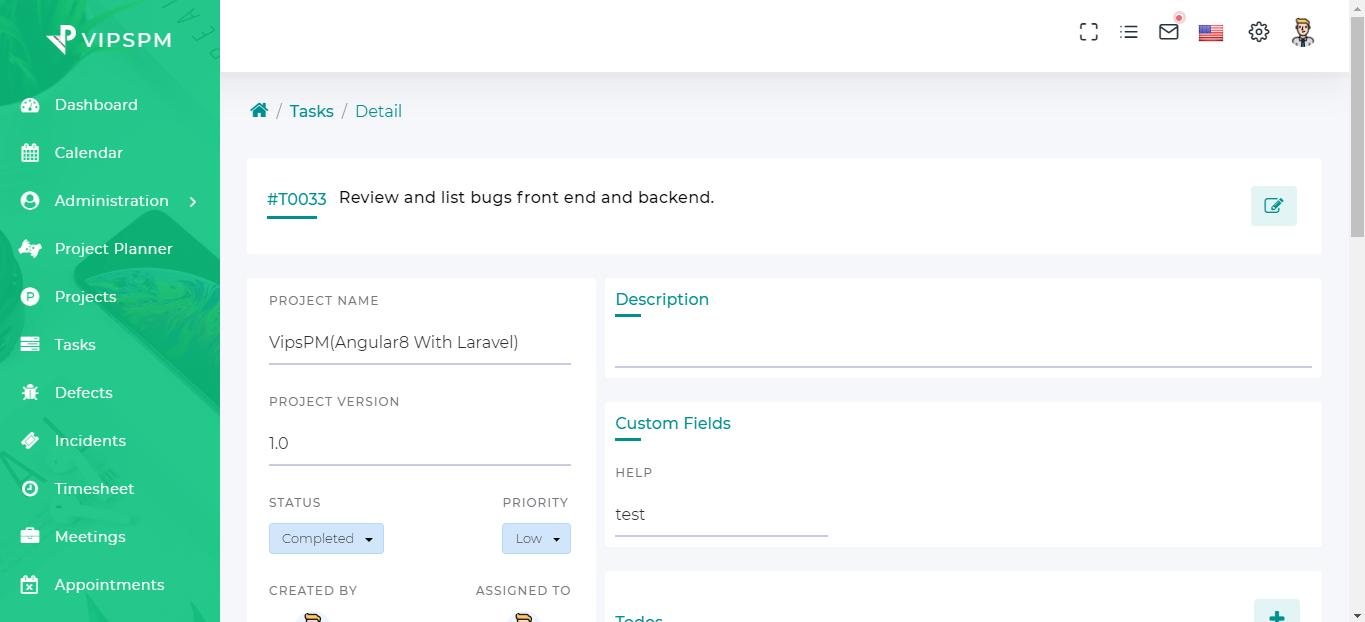 VIPSPM
Dashboard
Calendar
Administration
Project Planner
Projects
Tasks
Defects
Incidents
Timesheet
Meetings
Appointments
/ Tasks / Detail
#T0033 Review and list bugs front end and backend.
PROJECT NAME
VipsPM(Angular8 With Laravel)
PROJECT VERSION
1.0
STATUS PRIORITY
Completed Low
CREATED BY ASSIGNED TO
Description
Custom Fields
HELP
test
Todos